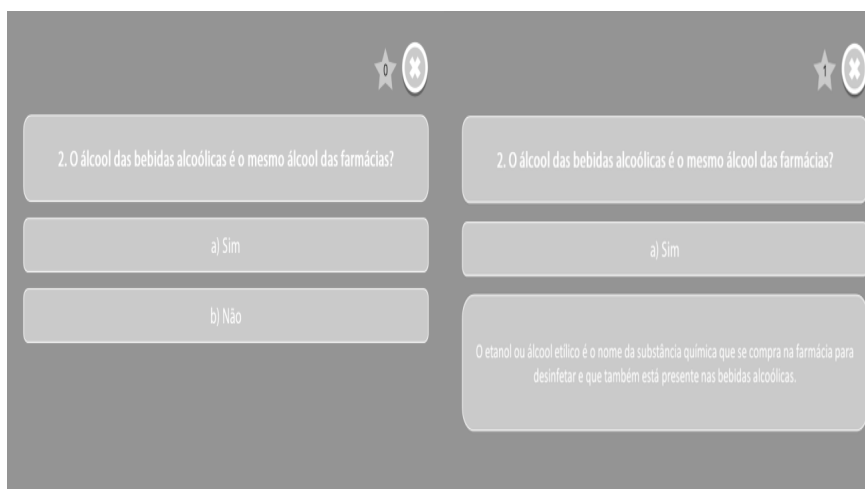 0
2. O álcool das bebidas alcoólicas é o mesmo álcool das farmácias?
a) Sim
b) Não
1
2. O álcool das bebidas alcoólicas é o mesmo álcool das farmácias?
a) Sim
O etanol ou álcool etílico é o nome da substância química que se compra na farmácia para
desinfetar e que também está presente nas bebidas alcoólicas.